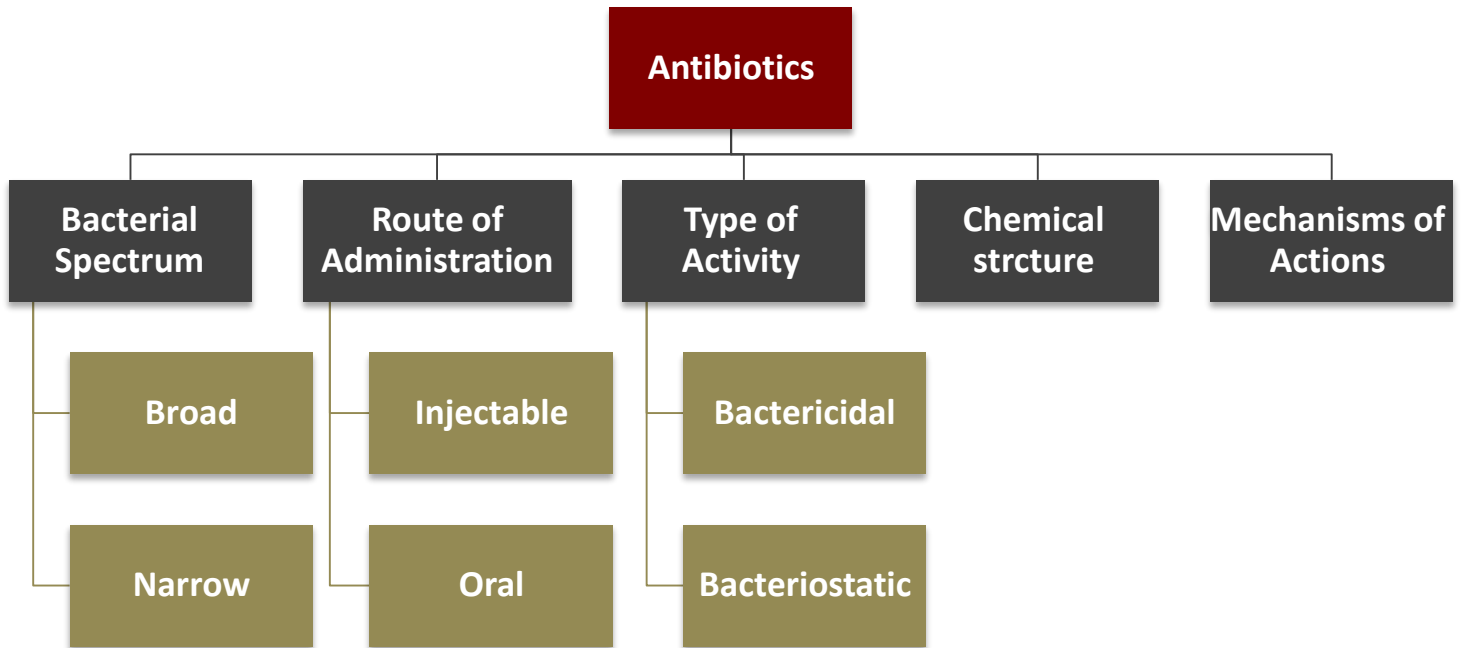 Antibiotics
Bacterial
Spectrum
Route of
Administration
Type of
Activity
Chemical
strcture
Mechanisms of
Actions
Broad
Injectable
Bactericidal
Narrow
Oral
Bacteriostatic